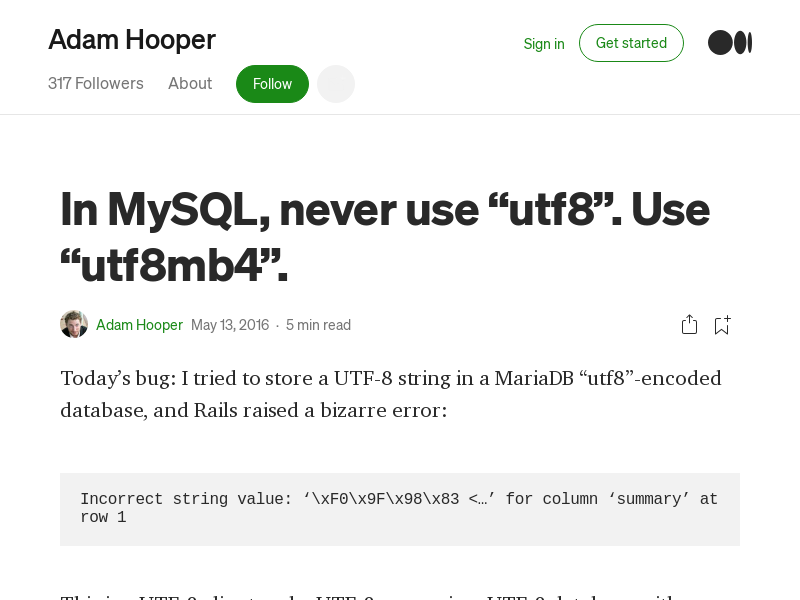 Adam Hooper
Sign in
Get started
317 Followers
About
Follow
In MySQL, never use “utf8”. Use
“utf8mb4”.
Adam Hooper May 13, 2016 · 5 min read
Today’s bug: I tried to store a UTF-8 string in a MariaDB “utf8”-encoded
database, and Rails raised a bizarre error:
Incorrect string value: ‘\xF0\x9F\x98\x83 <…’ for column ‘summary’ at
row 1